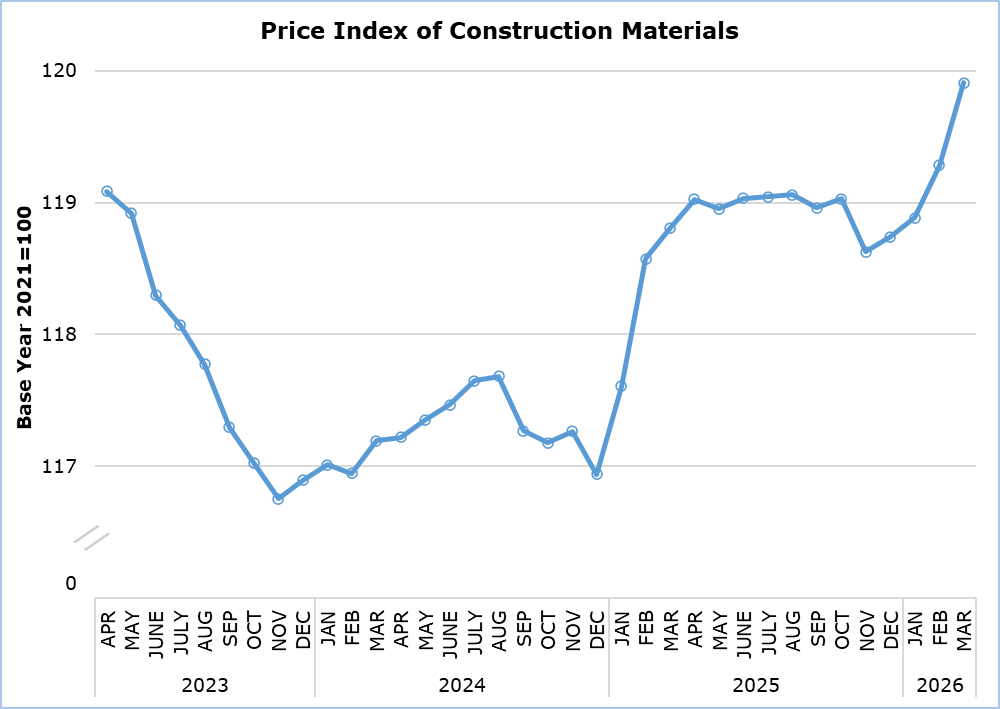 Price Index of Construction Materials
Base Year 2021=100
120
119
118
117
0
APR MAY JUNE JULY AUG SEP OCT NOV DEC JAN FEB MAR APR MAY JUNE JULY AUG SEP OCT NOV DEC JAN FEB MAR APR MAY JUNE JULY AUG SEP OCT NOV DEC JAN FEB MAR
2023 2024 2025 2026